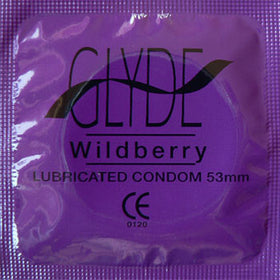 GLYDE
Wildberry
LUBRICATED CONDOM 53mm
CE
0120